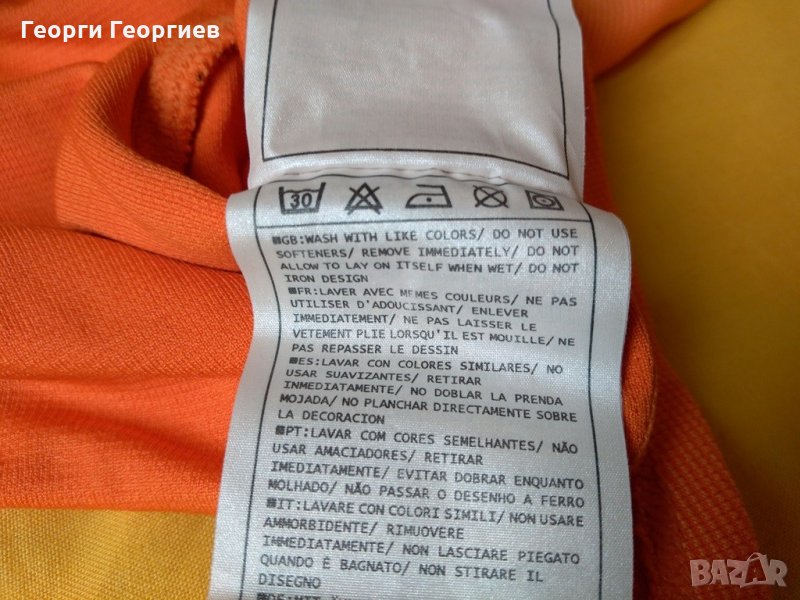 Георги Георгиев
30
GB:WASH WITH LIKE COLORS/ DO NOT USE
SOFTENERS/ REMOVE IMMEDIATELY/ DO NOT
ALLOW TO LAY ON ITSELF WHEN WET/ DO NOT
IRON DESIGN
FR:LAVER AVEC MEMES COULEURS/ NE PAS
UTILISER D'ADOUCISSANT/ ENLEVER
IMMEDIATEMENT/ NE PAS LAISSER LE
VETEMENT PLIE LORSQU'IL EST MOUILLE/ NE
PAS REPASSER LE DESSIN
ES:LAVAR CON COLORES SIMILARES/ NO
USAR SUAVIZANTES/ RETIRAR
INMEDIATAMENTE/ NO DOBLAR LA PRENDA
MOJADA/ NO PLANCHAR DIRECTAMENTE SOBRE
LA DECORACION
PT:LAVAR COM CORES SEMELHANTES/ NÃO
USAR AMACIADORES/ RETIRAR
IMEDIATAMENTE/ EVITAR DOBRAR ENQUANTO
MOLHADO/ NÃO PASSAR O DESENHO A FERRO
IT:LAVARE CON COLORI SIMILI/ NON USARE
AMMORBIDENTE/ RIMUOVERE
IMMEDIATAMENTE/ NON LASCIARE PIEGATO
QUANDO È BAGNATO/ NON STIRARE IL
DISEGNO
BAZAR